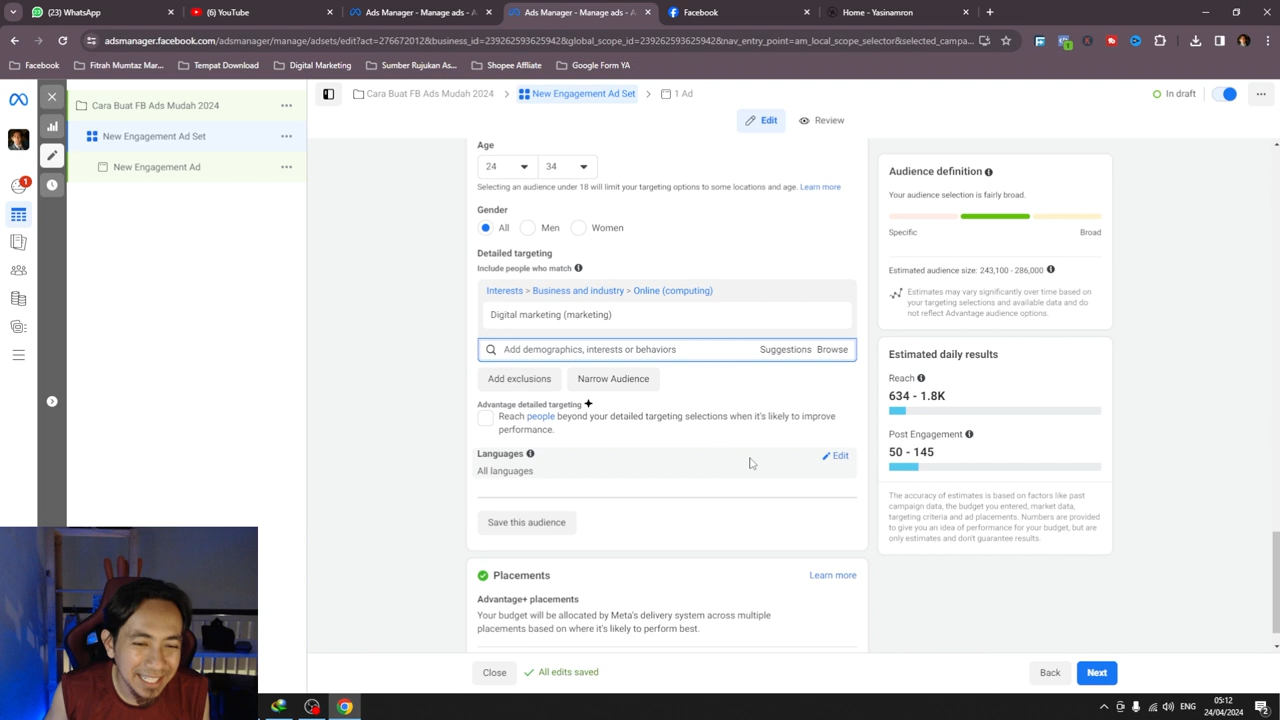 (23) WhatsApp
(6) YouTube
Ads Manager - Manage ads -
Ads Manager - Manage ads - A
Facebook
Home - Yasinamron
adsmanager.facebook.com/adsmanager/manage/adsets/edit?act=276672012&business_id=239262593625942&global_scope_id=239262593625942&nav_entry_point=am_local_scope_selector&selected_campa...
Facebook
Fitrah Mumtaz Mar...
Tempat Download
Digital Marketing
Sumber Rujukan As...
Shopee Affliate
Google Form YA
Cara Buat FB Ads Mudah 2024
New Engagement Ad Set
New Engagement Ad
Cara Buat FB Ads Mudah 2024 > New Engagement Ad Set > 1 Ad
In draft
Edit
Review
1
Age
24
34
Selecting an audience under 18 will limit your targeting options to some locations and age. Learn more
Gender
All
Men
Women
Detailed targeting
Include people who match
Interests > Business and industry > Online (computing)
Digital marketing (marketing)
Add demographics, interests or behaviors
Suggestions
Browse
Add exclusions
Narrow Audience
Advantage detailed targeting
Reach people beyond your detailed targeting selections when it's likely to improve
performance.
Languages
Edit
All languages
Save this audience
Placements
Learn more
Advantage+ placements
Your budget will be allocated by Meta's delivery system across multiple
placements based on where it's likely to perform best.
Audience definition
Your audience selection is fairly broad.
Specific
Broad
Estimated audience size: 243,100 - 286,000
Estimates may vary significantly over time based on
your targeting selections and available data and do
not reflect Advantage audience options.
Estimated daily results
Reach
634 - 1.8K
Post Engagement
50 - 145
The accuracy of estimates is based on factors like past
campaign data, the budget you entered, market data,
targeting criteria and ad placements. Numbers are provided
to give you an idea of performance for your budget, but are
only estimates and don't guarantee results.
Close
All edits saved
Back
Next
ENG
05:12
24/04/2024
2